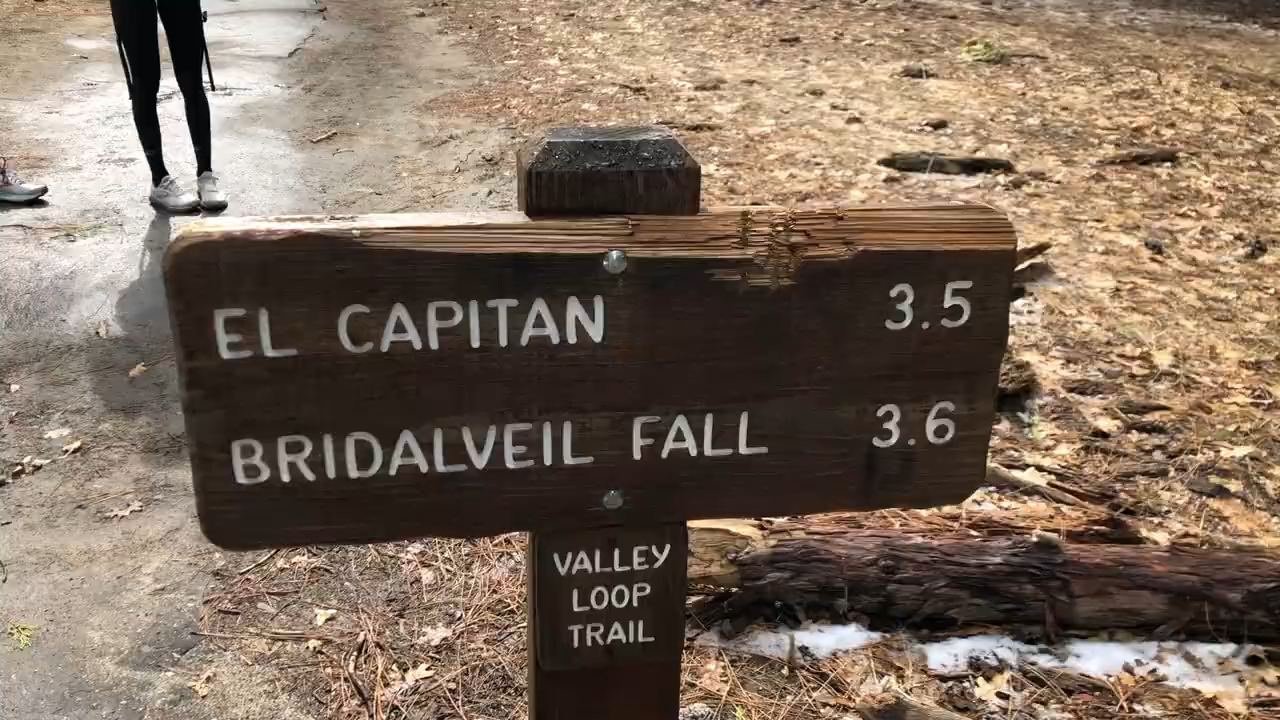 EL CAPITAN 3.5
BRIDALVEIL FALL 3.6
VALLEY
LOOP
TRAIL